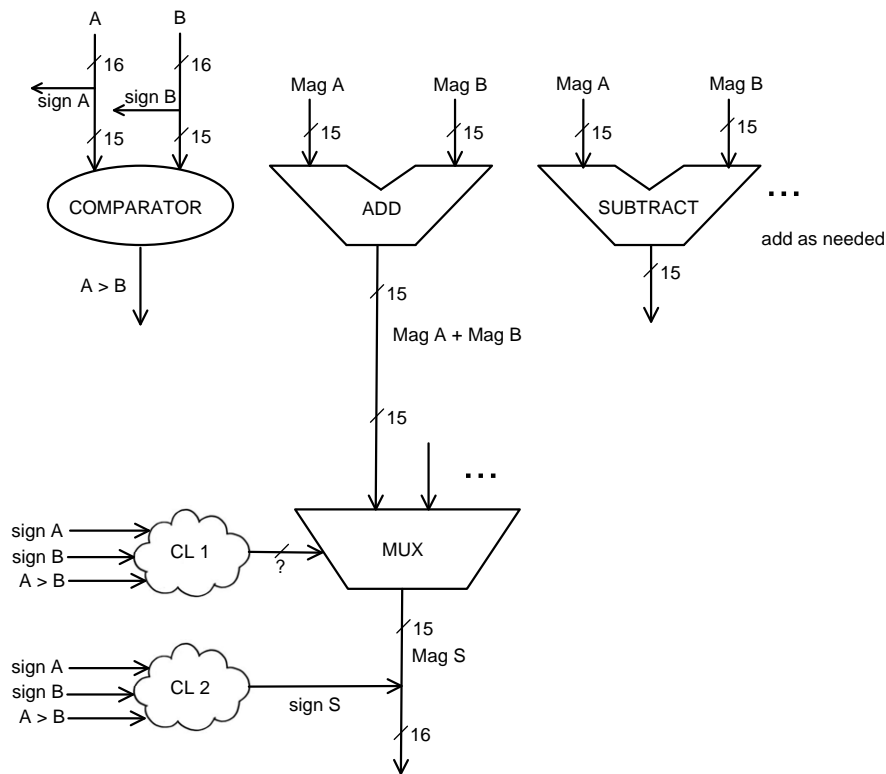 A
B
16
16
sign A
sign B
15
15
COMPARATOR
A > B
Mag A
Mag B
15
15
ADD
15
Mag A + Mag B
15
Mag A
Mag B
15
15
SUBTRACT
15
...
add as needed
...
sign A
sign B
A > B
CL 1
?
MUX
15
Mag S
sign A
sign B
A > B
CL 2
sign S
16